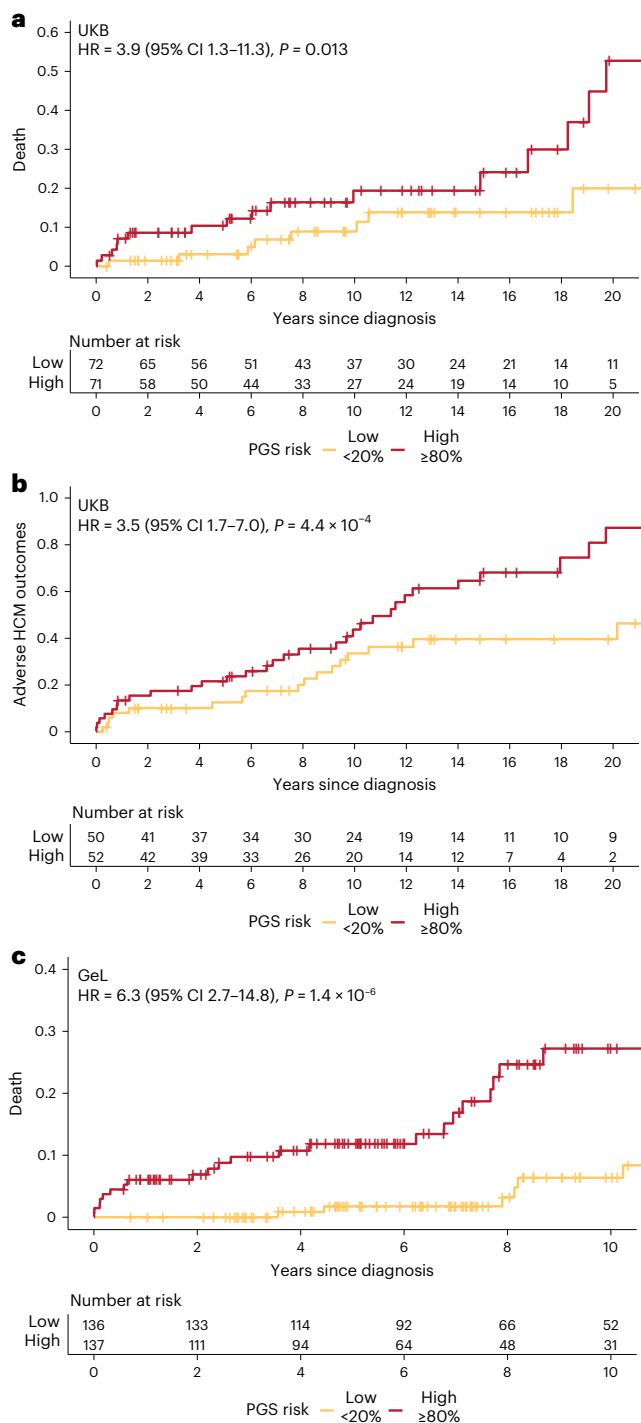 a
UKB
HR = 3.9 (95% CI 1.3–11.3), P = 0.013
0.6
0.5
0.4
0.3
0.2
0.1
0
Death
0 2 4 6 8 10 12 14 16 18 20
Years since diagnosis
Number at risk
Low 72 65 56 51 43 37 30 24 21 14 11
High 71 58 50 44 33 27 24 19 14 10 5
0 2 4 6 8 10 12 14 16 18 20
Low High
PGS risk <20% ≥80%
b
UKB
HR = 3.5 (95% CI 1.7–7.0), P = 4.4 × 10⁻⁴
1.0
0.8
0.6
0.4
0.2
0
Adverse HCM outcomes
0 2 4 6 8 10 12 14 16 18 20
Years since diagnosis
Number at risk
Low 50 41 37 34 30 24 19 14 11 10 9
High 52 42 39 33 26 20 14 12 7 4 2
0 2 4 6 8 10 12 14 16 18 20
Low High
PGS risk <20% ≥80%
c
GeL
HR = 6.3 (95% CI 2.7–14.8), P = 1.4 × 10⁻⁶
0.4
0.3
0.2
0.1
0
Death
0 2 4 6 8 10
Years since diagnosis
Number at risk
Low 136 133 114 92 66 52
High 137 111 94 64 48 31
0 2 4 6 8 10
Low High
PGS risk <20% ≥80%